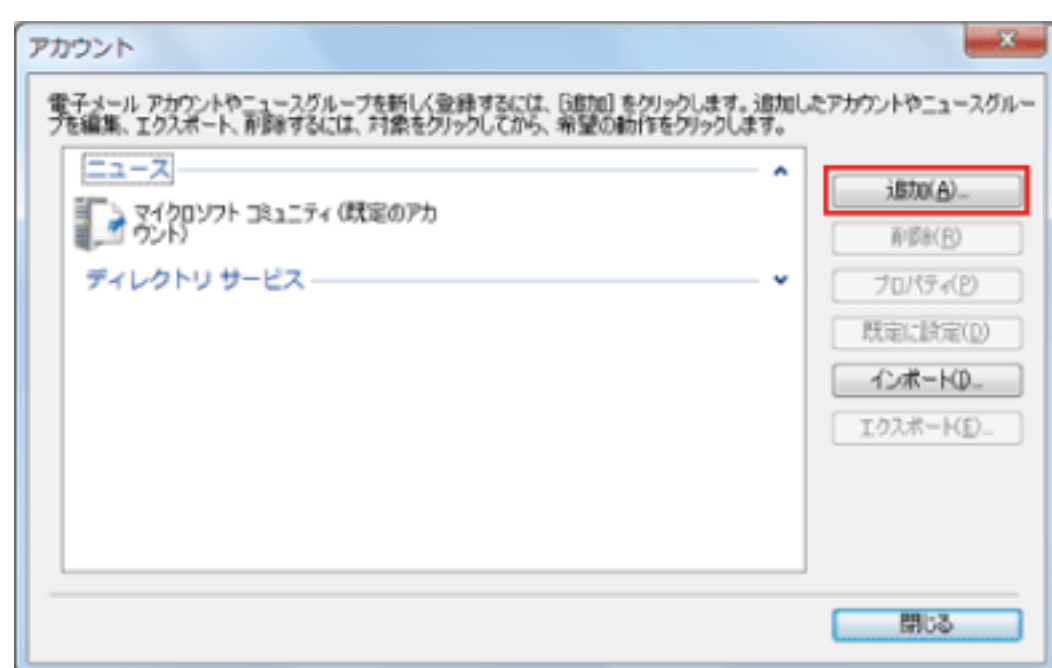 アカウント
電子メール アカウントやニュースグループを新しく登録するには、[追加] をクリックします。追加したアカウントやニュースグルー
プを編集、エクスポート、削除するには、対象をクリックしてから、希望の動作をクリックします。
ニュース
マイクロソフト コミュニティ (既定のアカ
ウント)
ディレクトリ サービス
追加(A)...
削除(R)
プロパティ(P)
既定に設定(D)
インポート(I)...
エクスポート(E)...
閉じる